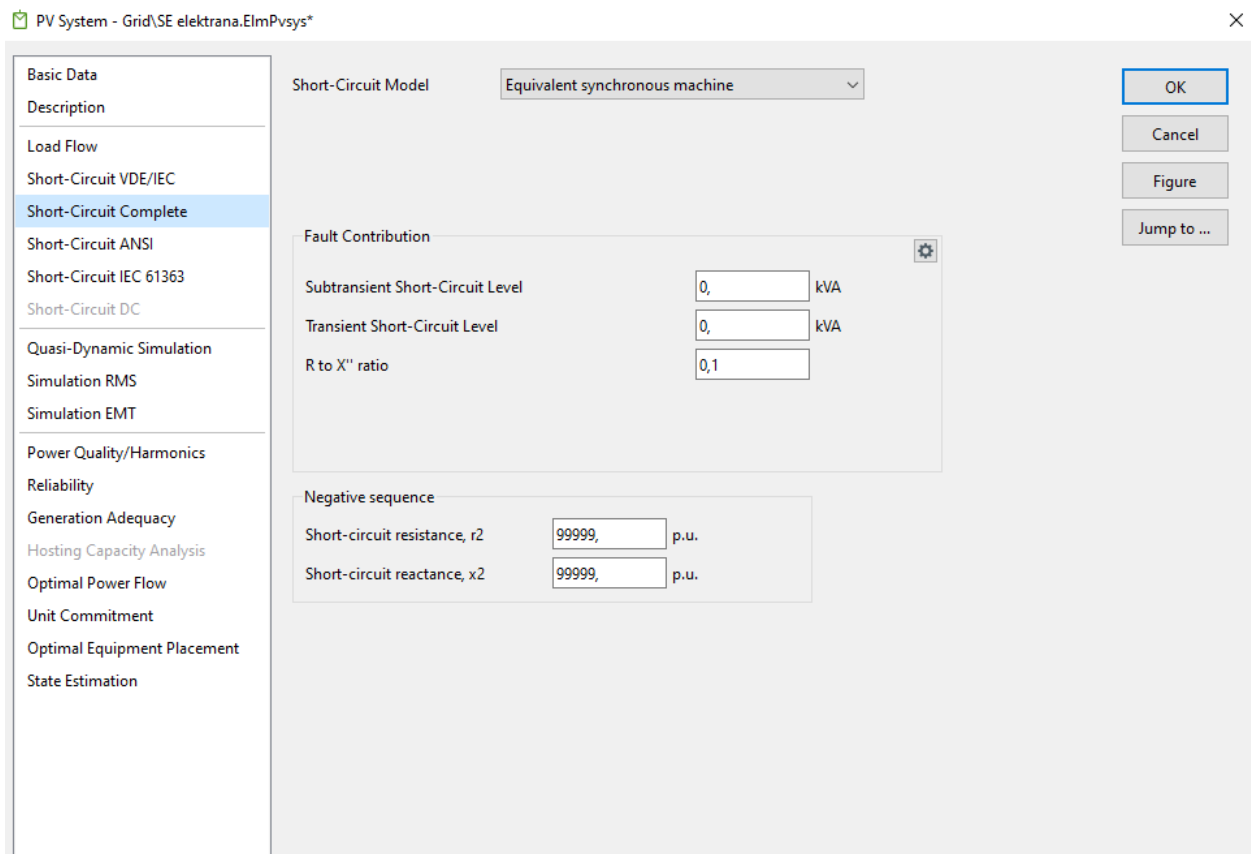 PV System - Grid\SE elektrana.ElmPvsys*
Basic Data
Description
Load Flow
Short-Circuit VDE/IEC
Short-Circuit Complete
Short-Circuit ANSI
Short-Circuit IEC 61363
Short-Circuit DC
Quasi-Dynamic Simulation
Simulation RMS
Simulation EMT
Power Quality/Harmonics
Reliability
Generation Adequacy
Hosting Capacity Analysis
Optimal Power Flow
Unit Commitment
Optimal Equipment Placement
State Estimation
Short-Circuit Model Equivalent synchronous machine
Fault Contribution
Subtransient Short-Circuit Level 0, kVA
Transient Short-Circuit Level 0, kVA
R to X'' ratio 0,1
Negative sequence
Short-circuit resistance, r2 99999, p.u.
Short-circuit reactance, x2 99999, p.u.
OK
Cancel
Figure
Jump to ...